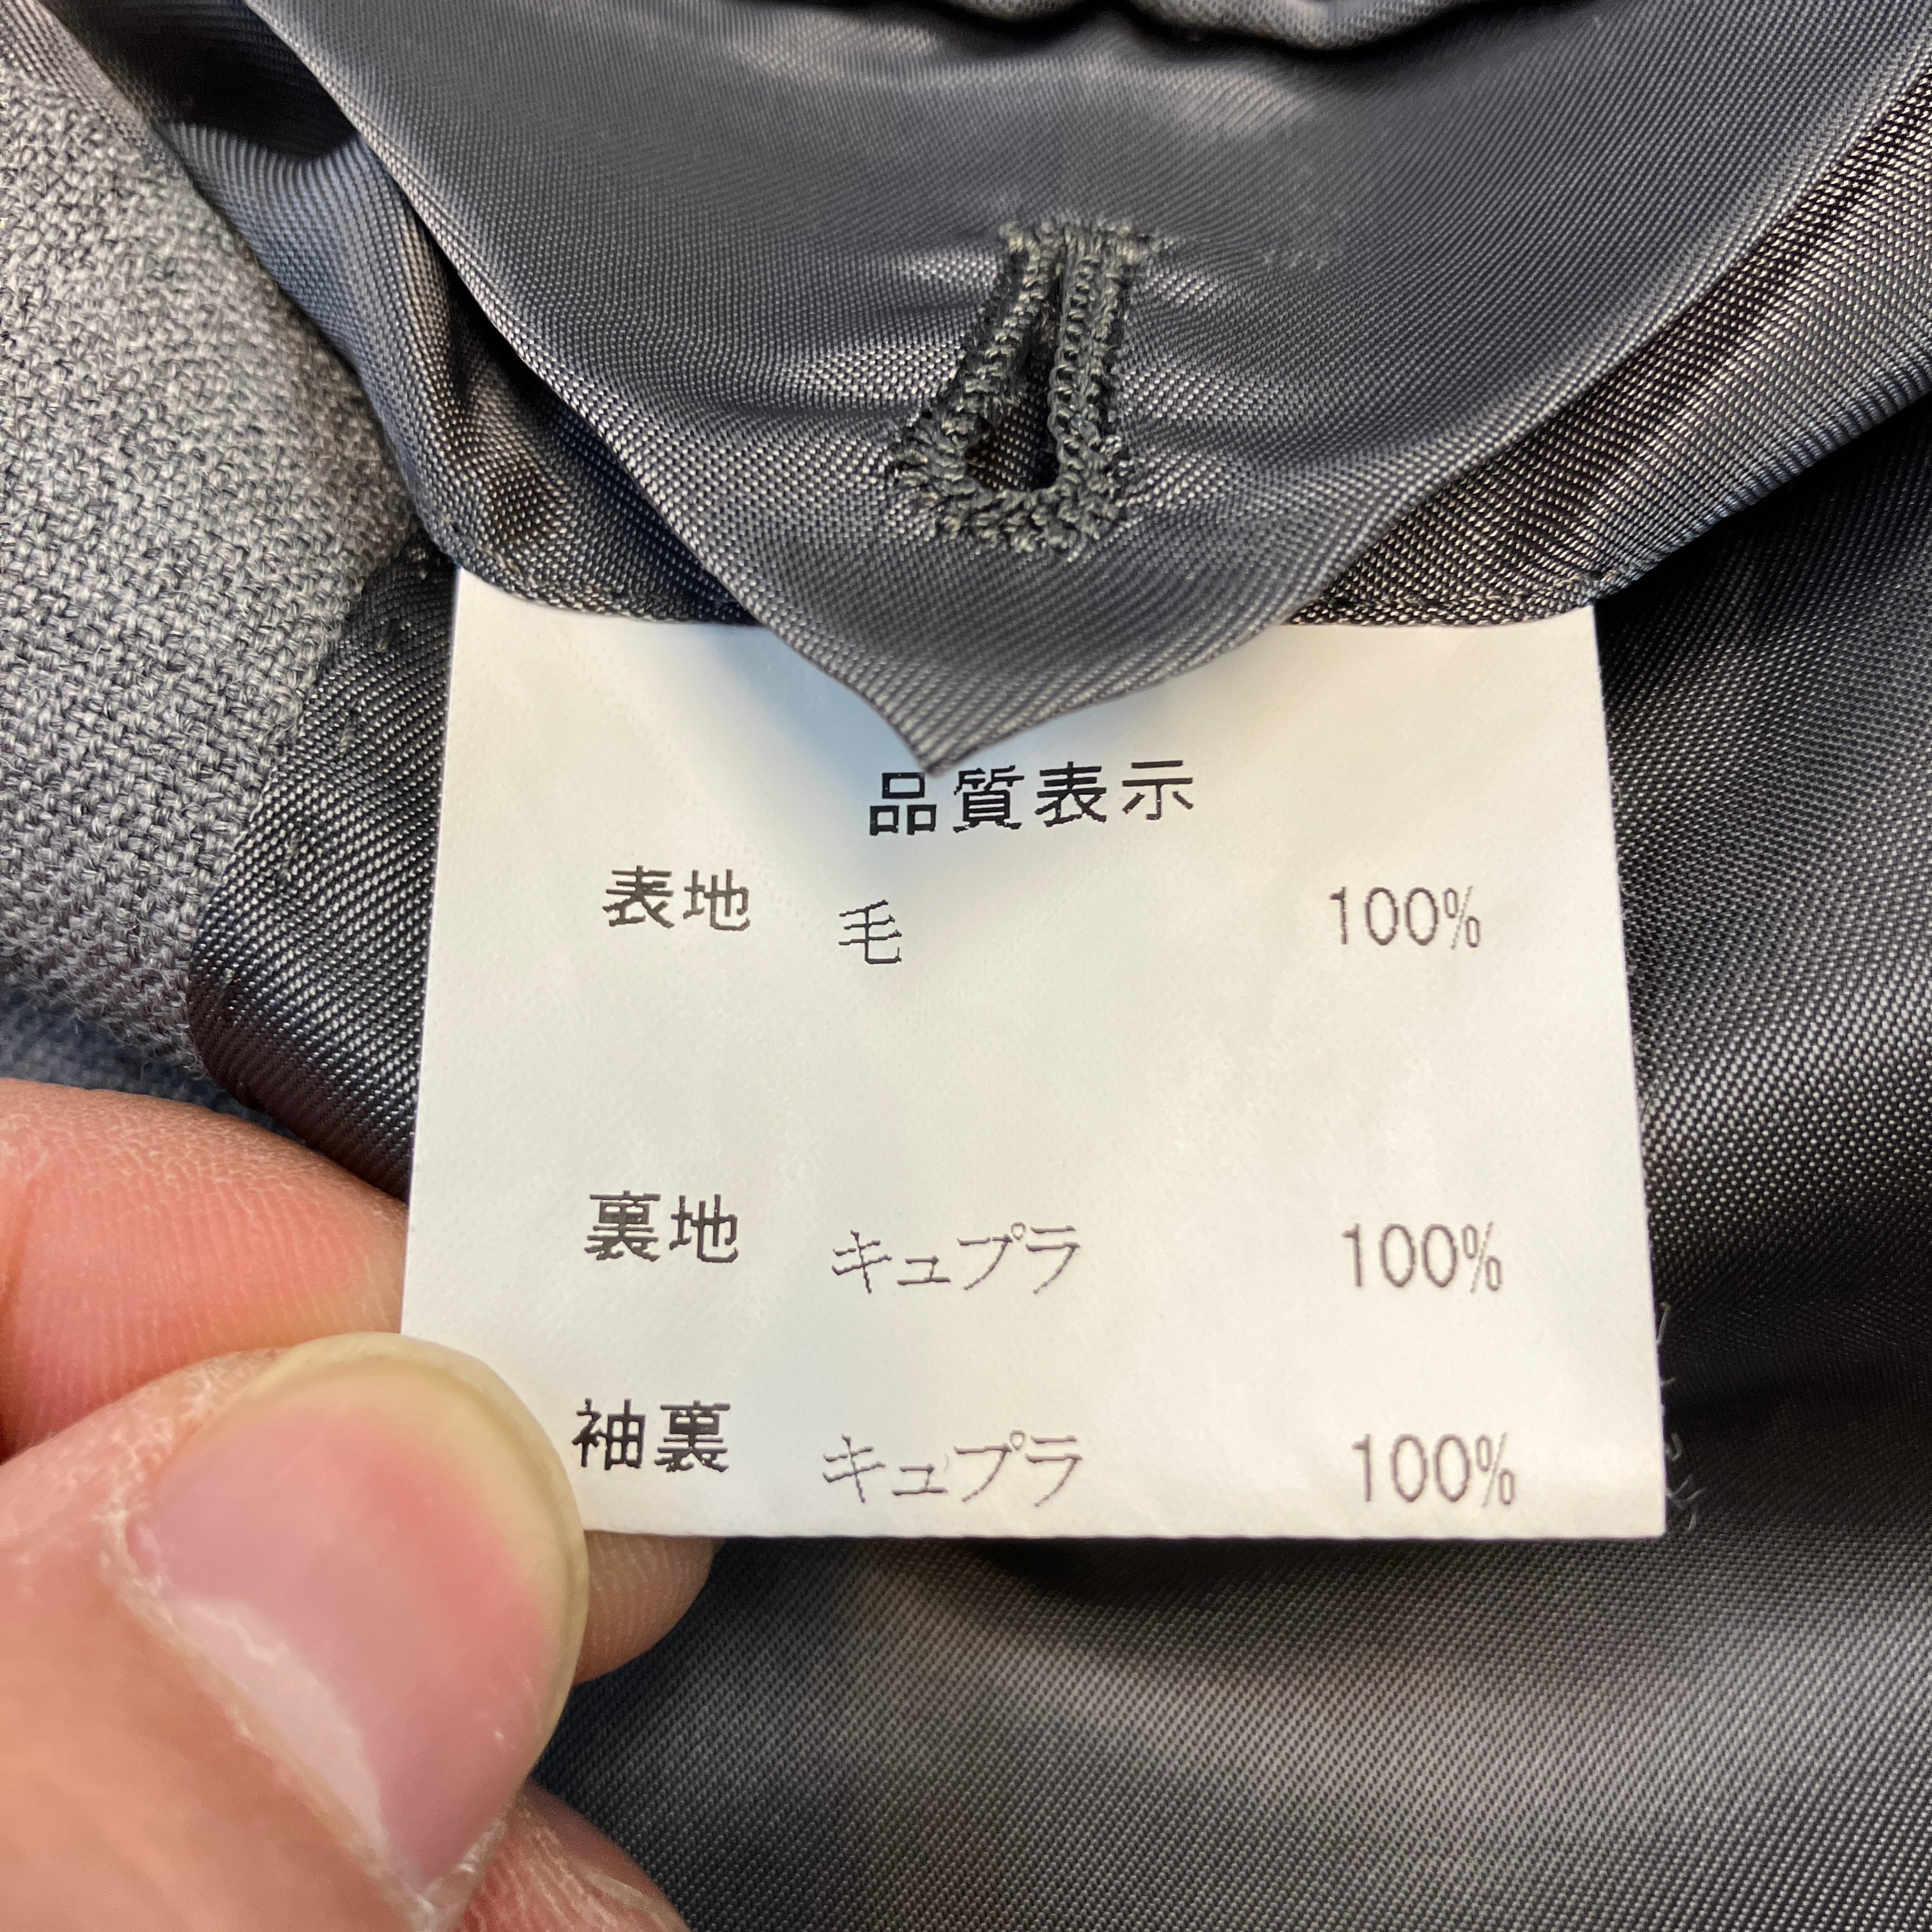 品質表示
表地 毛 100%
裏地 キュプラ 100%
袖裏 キュプラ 100%